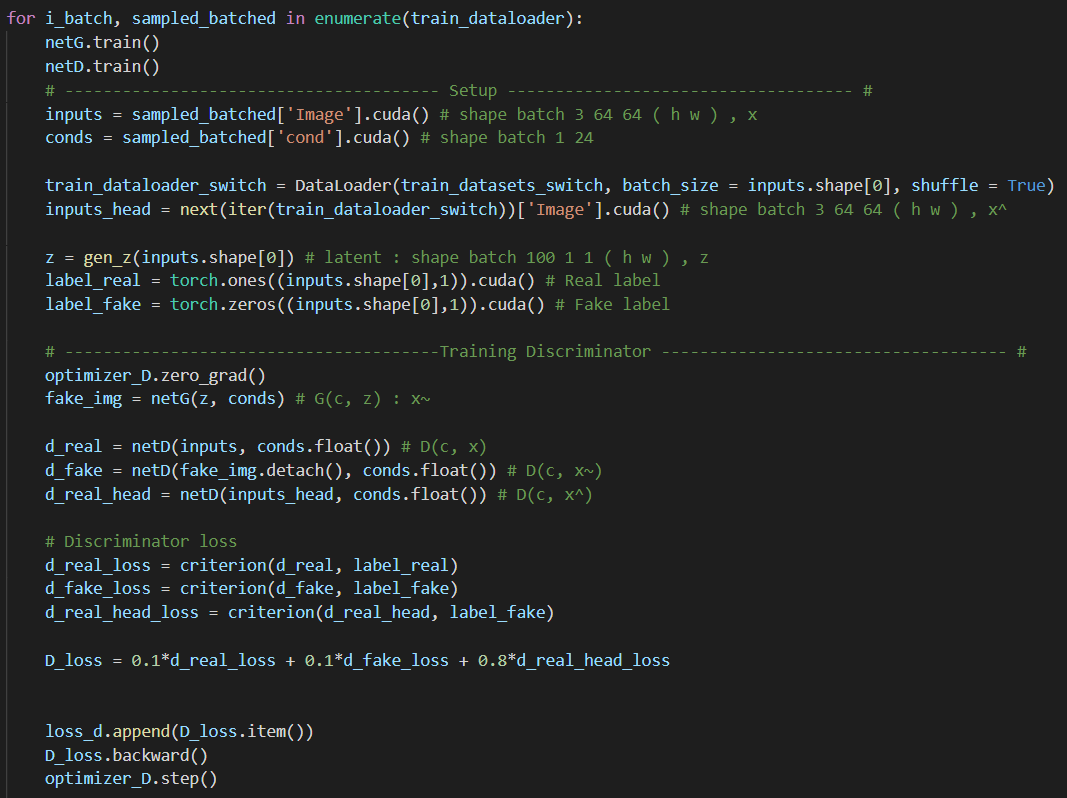 for i_batch, sampled_batched in enumerate(train_dataloader):
    netG.train()
    netD.train()
    # --------------------------------------- Setup ------------------------------------ #
    inputs = sampled_batched['Image'].cuda() # shape batch 3 64 64 ( h w ) , x
    conds = sampled_batched['cond'].cuda() # shape batch 1 24
    train_dataloader_switch = DataLoader(train_datasets_switch, batch_size = inputs.shape[0], shuffle = True)
    inputs_head = next(iter(train_dataloader_switch))['Image'].cuda() # shape batch 3 64 64 ( h w ) , x^
    z = gen_z(inputs.shape[0]) # latent : shape batch 100 1 1 ( h w ) , z
    label_real = torch.ones((inputs.shape[0],1)).cuda() # Real label
    label_fake = torch.zeros((inputs.shape[0],1)).cuda() # Fake label
    # ---------------------------------------Training Discriminator ------------------------------------ #
    optimizer_D.zero_grad()
    fake_img = netG(z, conds) # G(c, z) : x~
    d_real = netD(inputs, conds.float()) # D(c, x)
    d_fake = netD(fake_img.detach(), conds.float()) # D(c, x~)
    d_real_head = netD(inputs_head, conds.float()) # D(c, x^)
    # Discriminator loss
    d_real_loss = criterion(d_real, label_real)
    d_fake_loss = criterion(d_fake, label_fake)
    d_real_head_loss = criterion(d_real_head, label_fake)
    D_loss = 0.1*d_real_loss + 0.1*d_fake_loss + 0.8*d_real_head_loss
    loss_d.append(D_loss.item())
    D_loss.backward()
    optimizer_D.step()